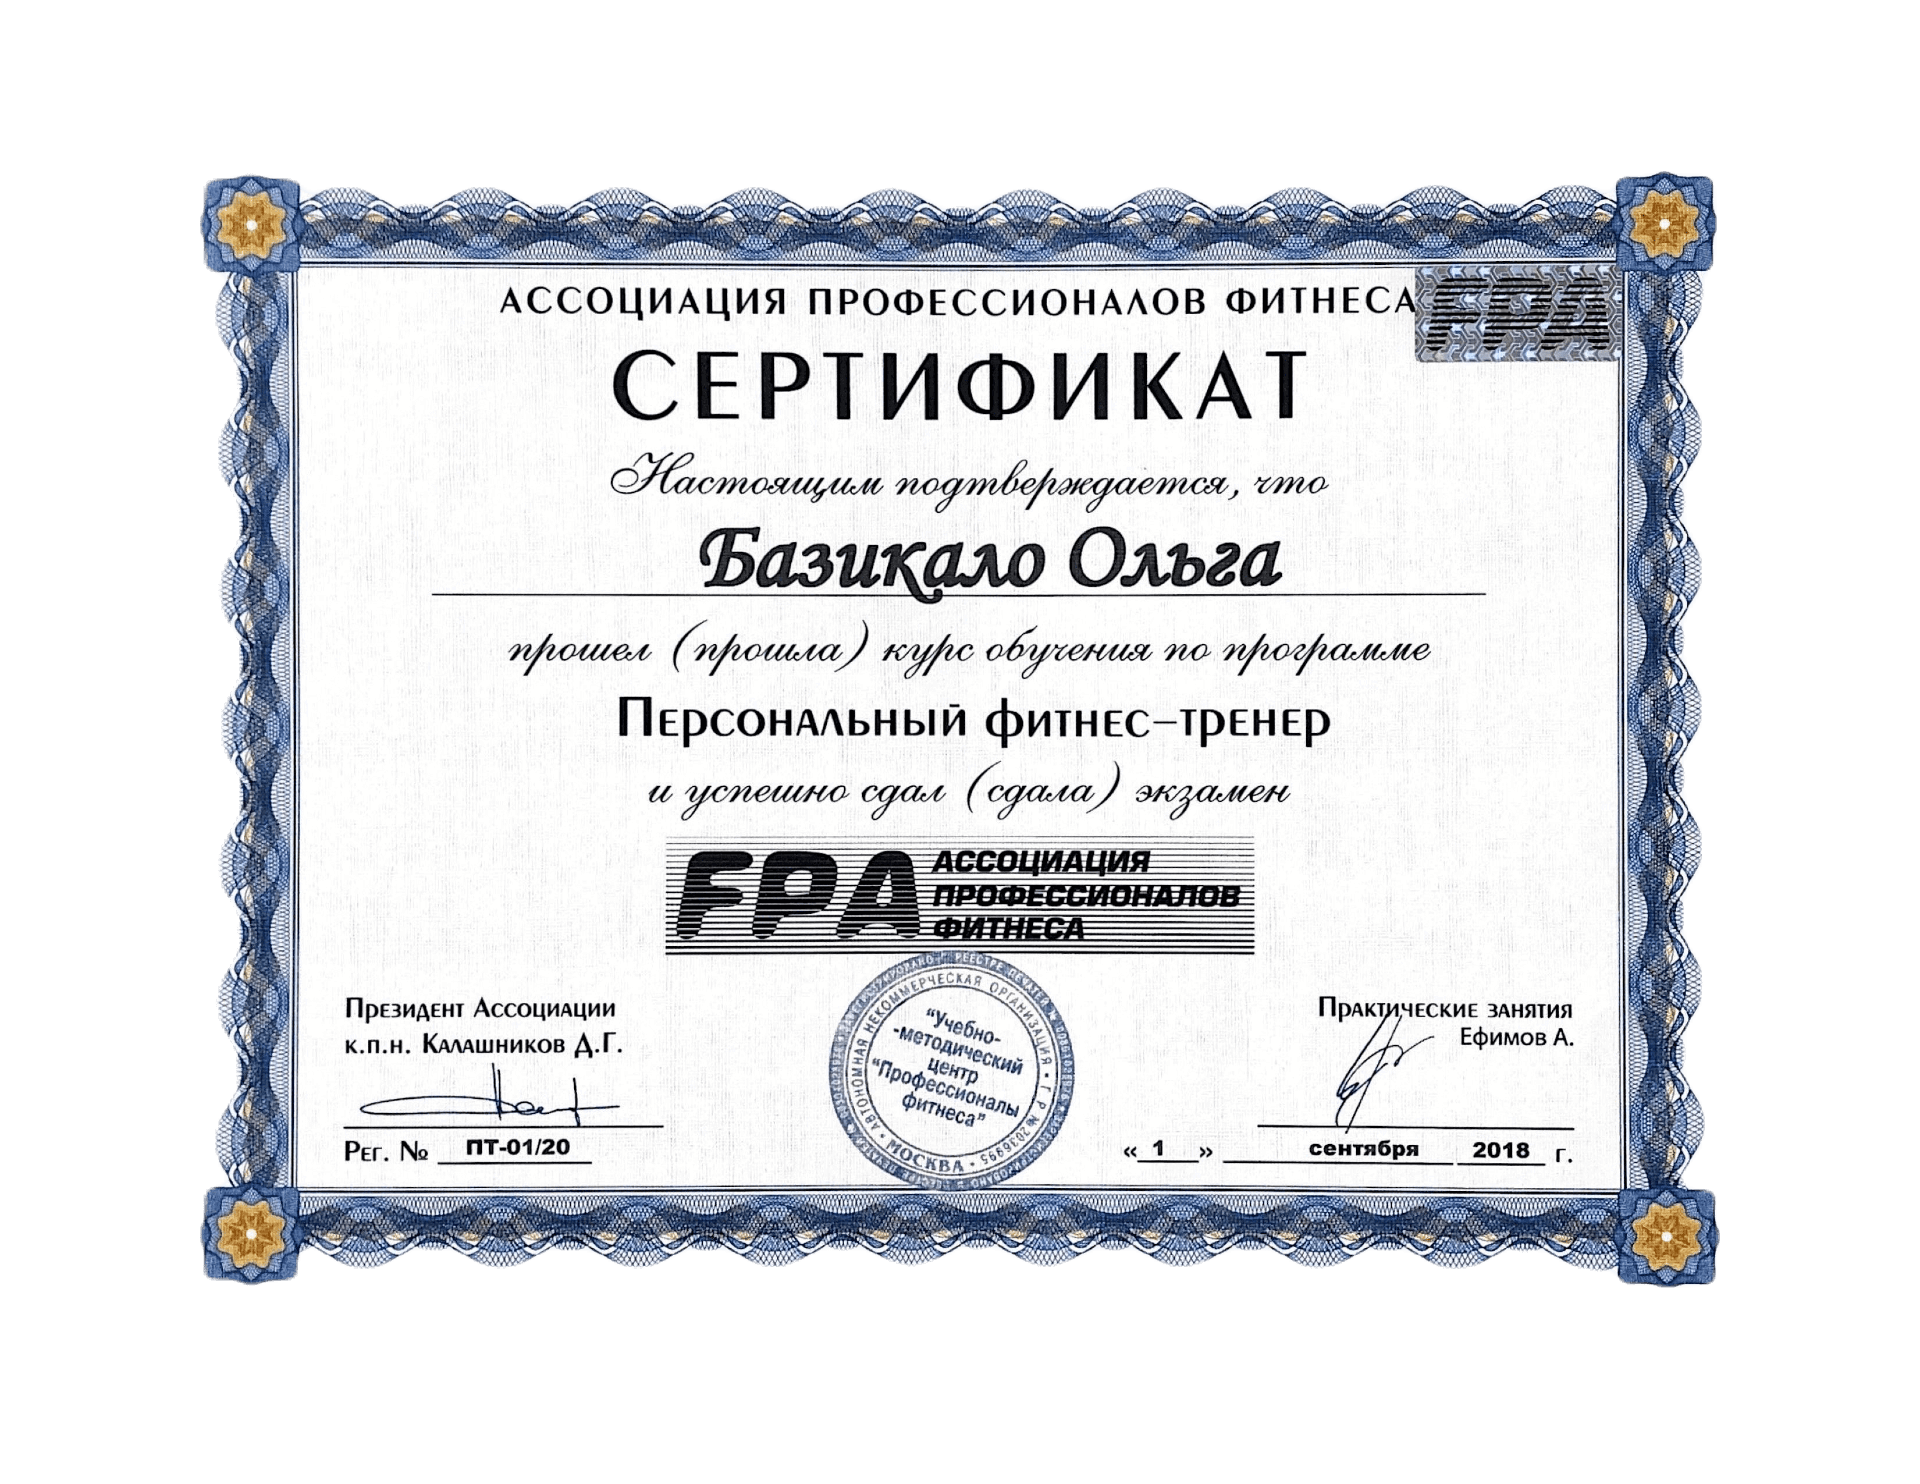 АССОЦИАЦИЯ ПРОФЕССИОНАЛОВ ФИТНЕСА
FPA
СЕРТИФИКАТ
Настоящим подтверждается, что
Базикало Ольга
прошел (прошла) курс обучения по программе
Персональный фитнес-тренер
и успешно сдал (сдала) экзамен
FPA
АССОЦИАЦИЯ
ПРОФЕССИОНАЛОВ
ФИТНЕСА
Президент Ассоциации
к.п.н. Калашников Д.Г.
Рег. № ПТ-01/20
АВТОНОМНАЯ НЕКОММЕРЧЕСКАЯ ОРГАНИЗАЦИЯ • Г Р № 2036995 • МОСКВА •
"Учебно-
-методический
центр
"Профессионалы
фитнеса"
Практические занятия
Ефимов А.
« 1 » сентября 2018 г.